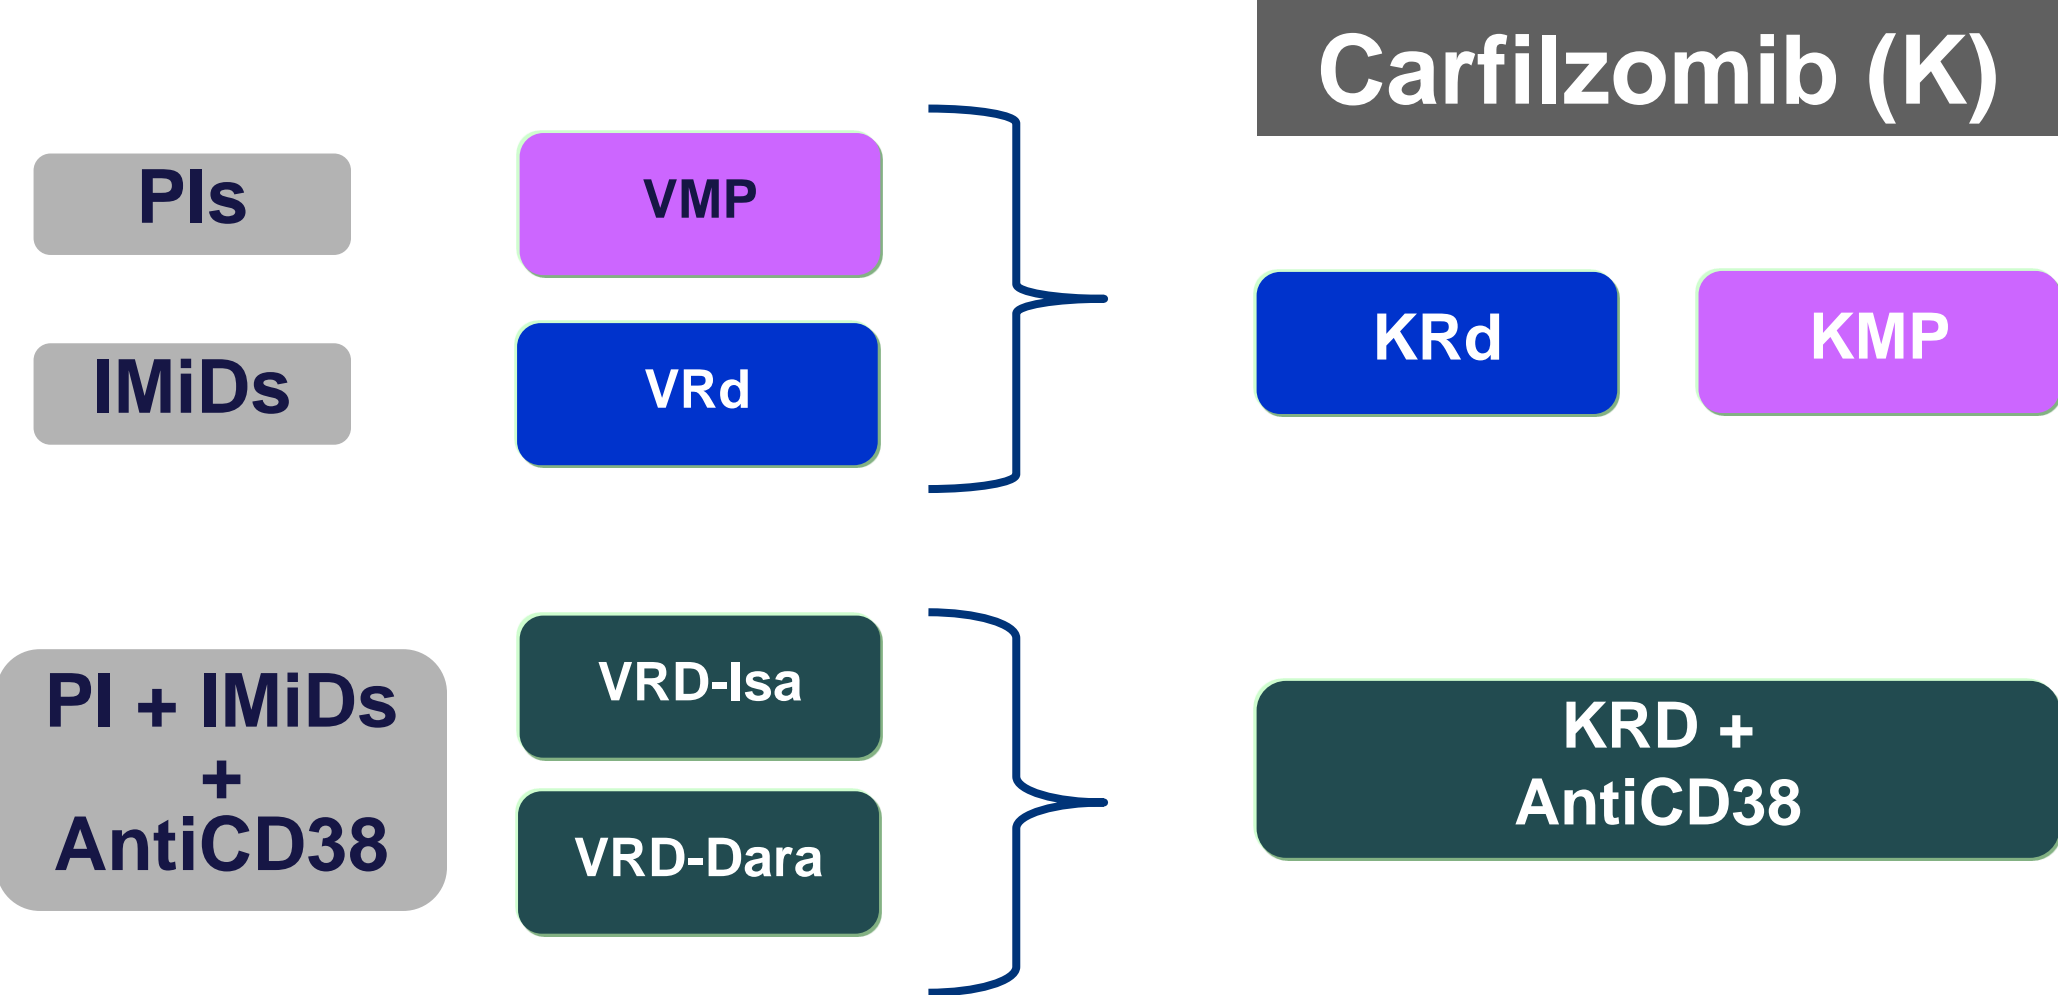 Carfilzomib (K)
PIs
VMP
IMiDs
VRd
KRd
KMP
PI + IMiDs
+
AntiCD38
VRD-Isa
VRD-Dara
KRD +
AntiCD38